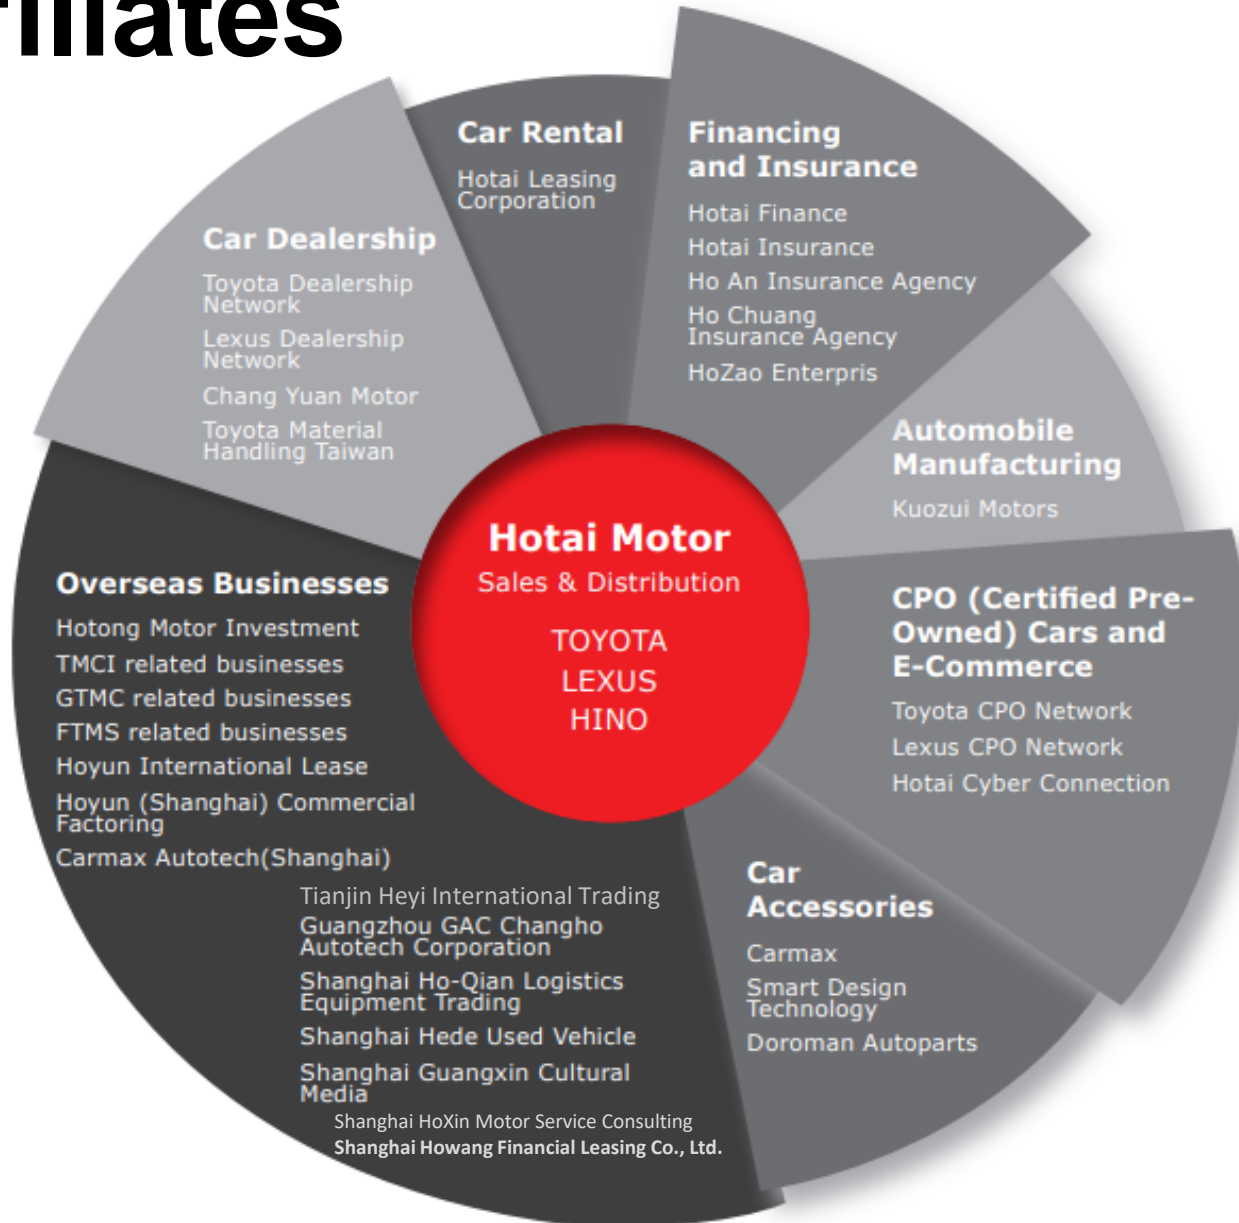 ffiliates
Car Rental
Hotai Leasing
Corporation
Financing
and Insurance
Hotai Finance
Hotai Insurance
Ho An Insurance Agency
Ho Chuang
Insurance Agency
HoZao Enterpris
Car Dealership
Toyota Dealership
Network
Lexus Dealership
Network
Chang Yuan Motor
Toyota Material
Handling Taiwan
Automobile
Manufacturing
Kuozui Motors
Hotai Motor
Sales & Distribution
TOYOTA
LEXUS
HINO
Overseas Businesses
Hotong Motor Investment
TMCI related businesses
GTMC related businesses
FTMS related businesses
Hoyun International Lease
Hoyun (Shanghai) Commercial
Factoring
Carmax Autotech(Shanghai)
Tianjin Heyi International Trading
Guangzhou GAC Changho
Autotech Corporation
Shanghai Ho-Qian Logistics
Equipment Trading
Shanghai Hede Used Vehicle
Shanghai Guangxin Cultural
Media
Shanghai HoXin Motor Service Consulting
Shanghai Howang Financial Leasing Co., Ltd.
CPO (Certified Pre-
Owned) Cars and
E-Commerce
Toyota CPO Network
Lexus CPO Network
Hotai Cyber Connection
Car
Accessories
Carmax
Smart Design
Technology
Doroman Autoparts